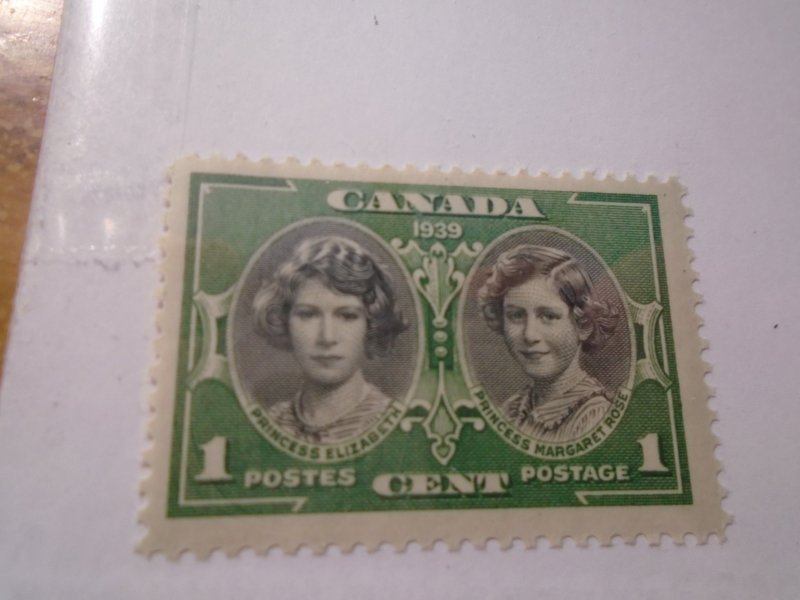 CANADA
1939
PRINCESS ELIZABETH
PRINCESS MARGARET ROSE
1 POSTES CENT POSTAGE 1